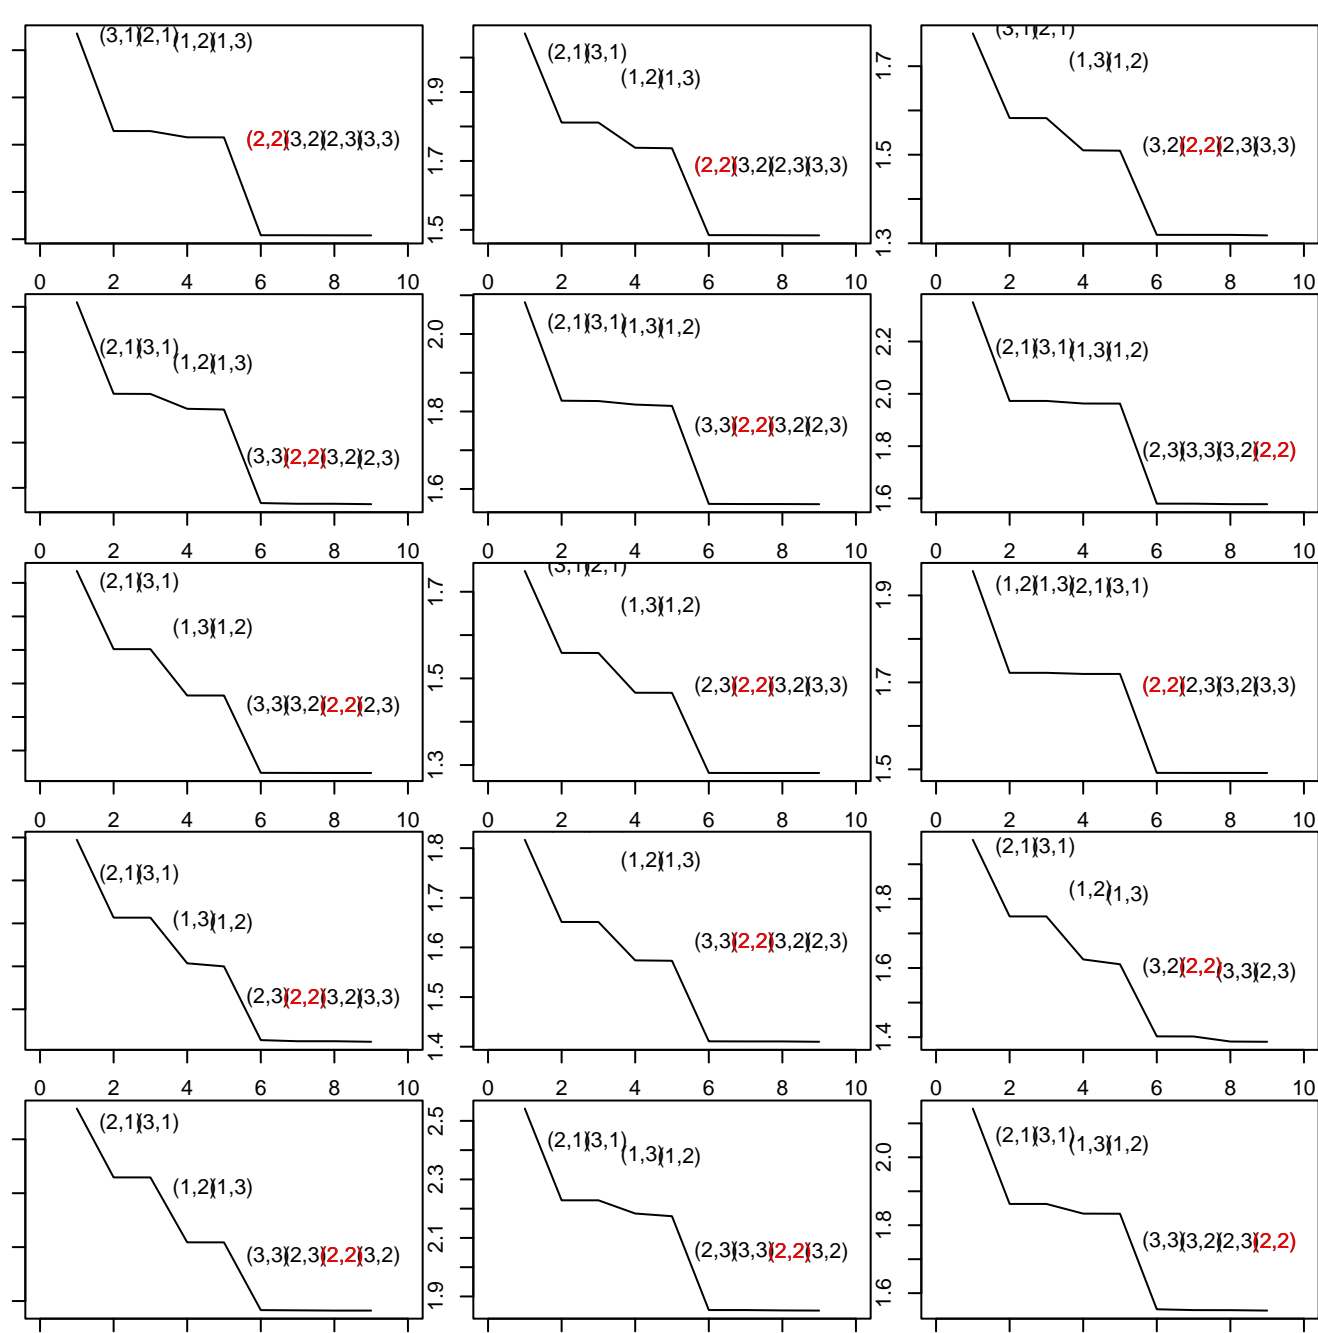 (3,1)(2,1)(1,2)(1,3)
(2,2)(3,2)(2,3)(3,3)
0 2 4 6 8 10
1.5 1.7 1.9
(2,1)(3,1)
(1,2)(1,3)
(2,2)(3,2)(2,3)(3,3)
0 2 4 6 8 10
1.3 1.5 1.7
(3,1)(2,1)
(1,3)(1,2)
(3,2)(2,2)(2,3)(3,3)
0 2 4 6 8 10
(2,1)(3,1)
(1,2)(1,3)
(3,3)(2,2)(3,2)(2,3)
0 2 4 6 8 10
1.6 1.8 2.0
(2,1)(3,1)(1,3)(1,2)
(3,3)(2,2)(3,2)(2,3)
0 2 4 6 8 10
1.6 1.8 2.0 2.2
(2,1)(3,1)(1,3)(1,2)
(2,3)(3,3)(3,2)(2,2)
0 2 4 6 8 10
(2,1)(3,1)
(1,3)(1,2)
(3,3)(3,2)(2,2)(2,3)
0 2 4 6 8 10
1.3 1.5 1.7
(3,1)(2,1)
(1,3)(1,2)
(2,3)(2,2)(3,2)(3,3)
0 2 4 6 8 10
1.5 1.7 1.9
(1,2)(1,3)(2,1)(3,1)
(2,2)(2,3)(3,2)(3,3)
0 2 4 6 8 10
(2,1)(3,1)
(1,3)(1,2)
(2,3)(2,2)(3,2)(3,3)
0 2 4 6 8 10
1.4 1.5 1.6 1.7 1.8
(1,2)(1,3)
(3,3)(2,2)(3,2)(2,3)
0 2 4 6 8 10
1.4 1.6 1.8
(2,1)(3,1)
(1,2)(1,3)
(3,2)(2,2)(3,3)(2,3)
0 2 4 6 8 10
(2,1)(3,1)
(1,2)(1,3)
(3,3)(2,3)(2,2)(3,2)
1.9 2.1 2.3 2.5
(2,1)(3,1)(1,3)(1,2)
(2,3)(3,3)(2,2)(3,2)
1.6 1.8 2.0
(2,1)(3,1)(1,3)(1,2)
(3,3)(3,2)(2,3)(2,2)